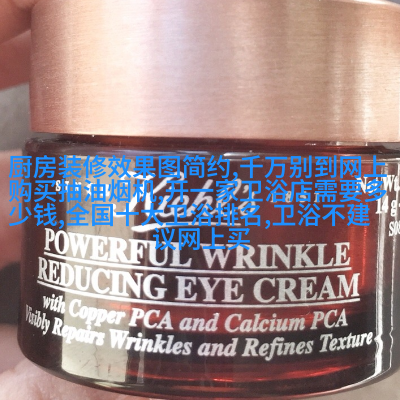 厨房装修效果图简约,千万别到网上
购买抽油烟机,开一家卫浴店需要多
少钱,全国十大卫浴排名,卫浴不建
议网上买
Kiehl's
POWERFUL WRINKLE
REDUCING EYE CREAM
with Copper PCA and Calcium PCA
Visibly Repairs Wrinkles and Refines Texture